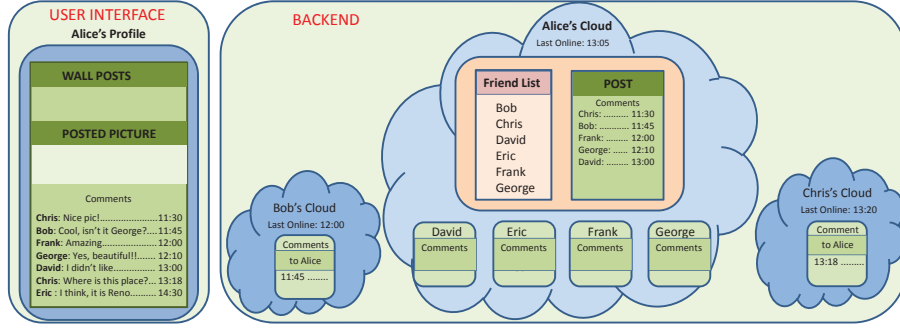 USER INTERFACE
Alice's Profile
WALL POSTS
POSTED PICTURE
Comments
Chris: Nice pic!......................11:30
Bob: Cool, isn't it George?....11:45
Frank: Amazing...................12:00
George: Yes, beautiful!!!....... 12:10
David: I didn't like............... 13:00
Chris: Where is this place?... 13:18
Eric : I think, it is Reno......... 14:30
BACKEND
Alice's Cloud
Last Online: 13:05
Friend List
Bob
Chris
David
Eric
Frank
George
POST
Comments
Chris: ............ 11:30
Bob: .............. 11:45
Frank: ........... 12:00
George: ...... 12:10
David: ......... 13:00
David
Comments
Eric
Comments
Frank
Comments
George
Comments
Bob's Cloud
Last Online: 12:00
Comments
to Alice
11:45 ........
Chris's Cloud
Last Online: 13:20
Comment
to Alice
13:18 .........